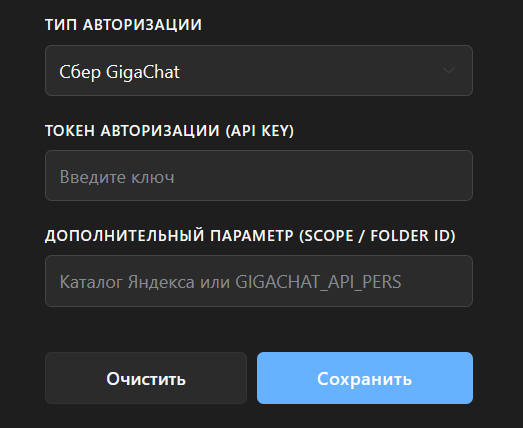 ТИП АВТОРИЗАЦИИ
Сбер GigaChat
ТОКЕН АВТОРИЗАЦИИ (API KEY)
Введите ключ
ДОПОЛНИТЕЛЬНЫЙ ПАРАМЕТР (SCOPE / FOLDER ID)
Каталог Яндекса или GIGACHAT_API_PERS
Очистить
Сохранить